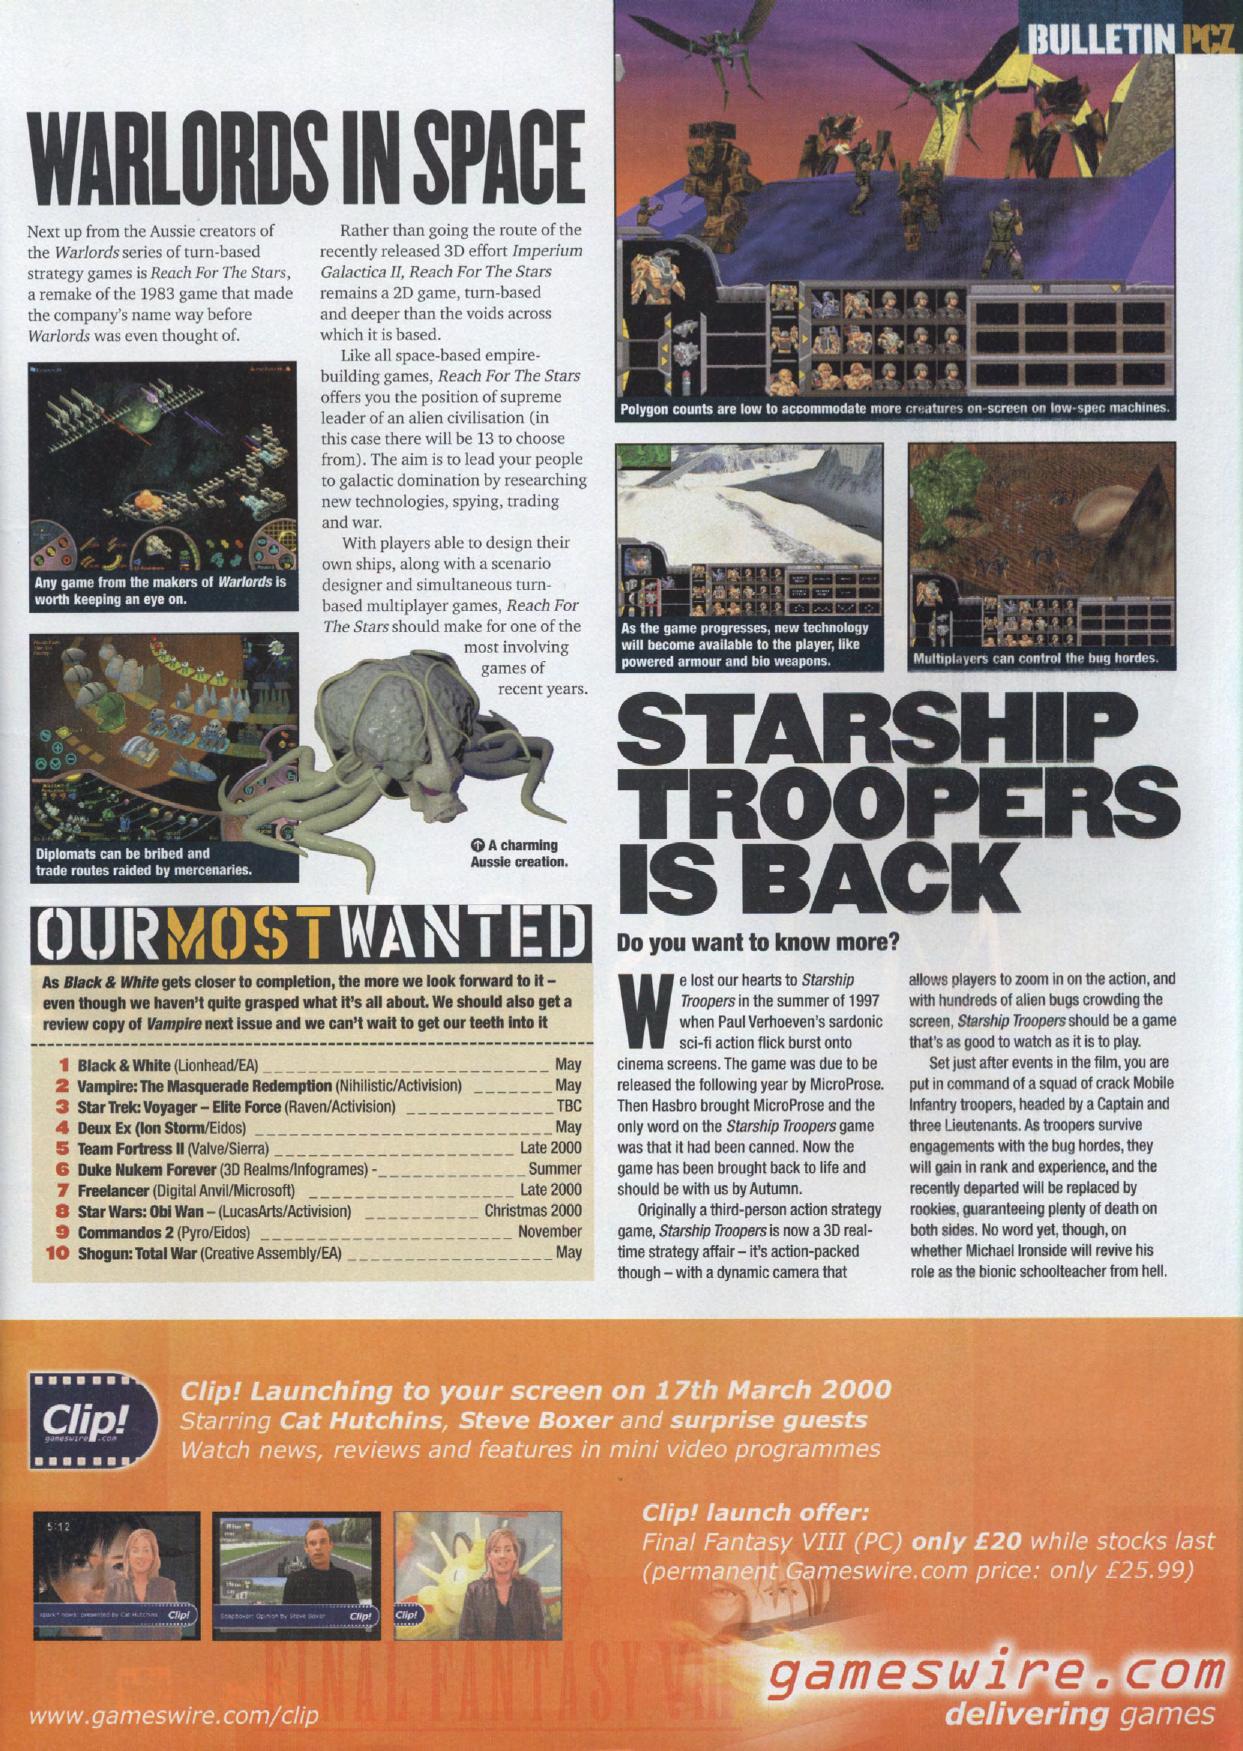 BULLETIN PCZ
WARLORDS IN SPACE
Next up from the Aussie creators of
the Warlords series of turn-based
strategy games is Reach For The Stars,
a remake of the 1983 game that made
the company's name way before
Warlords was even thought of.
Any game from the makers of Warlords is
worth keeping an eye on.
Diplomats can be bribed and
trade routes raided by mercenaries.
Rather than going the route of the
recently released 3D effort Imperium
Galactica II, Reach For The Stars
remains a 2D game, turn-based
and deeper than the voids across
which it is based.
Like all space-based empire-
building games, Reach For The Stars
offers you the position of supreme
leader of an alien civilisation (in
this case there will be 13 to choose
from). The aim is to lead your people
to galactic domination by researching
new technologies, spying, trading
and war.
With players able to design their
own ships, along with a scenario
designer and simultaneous turn-
based multiplayer games, Reach For
The Stars should make for one of the
most involving
games of
recent years.
A charming
Aussie creation.
OUR MOST WANTED
As Black & White gets closer to completion, the more we look forward to it –
even though we haven't quite grasped what it's all about. We should also get a
review copy of Vampire next issue and we can't wait to get our teeth into it
1 Black & White (Lionhead/EA) May
2 Vampire: The Masquerade Redemption (Nihilistic/Activision) May
3 Star Trek: Voyager – Elite Force (Raven/Activision) TBC
4 Deux Ex (Ion Storm/Eidos) May
5 Team Fortress II (Valve/Sierra) Late 2000
6 Duke Nukem Forever (3D Realms/Infogrames) - Summer
7 Freelancer (Digital Anvil/Microsoft) Late 2000
8 Star Wars: Obi Wan – (LucasArts/Activision) Christmas 2000
9 Commandos 2 (Pyro/Eidos) November
10 Shogun: Total War (Creative Assembly/EA) May
Polygon counts are low to accommodate more creatures on-screen on low-spec machines.
As the game progresses, new technology
will become available to the player, like
powered armour and bio weapons.
Multiplayers can control the bug hordes.
STARSHIP
TROOPERS
IS BACK
Do you want to know more?
We lost our hearts to Starship
Troopers in the summer of 1997
when Paul Verhoeven's sardonic
sci-fi action flick burst onto
cinema screens. The game was due to be
released the following year by MicroProse.
Then Hasbro brought MicroProse and the
only word on the Starship Troopers game
was that it had been canned. Now the
game has been brought back to life and
should be with us by Autumn.
Originally a third-person action strategy
game, Starship Troopers is now a 3D real-
time strategy affair – it's action-packed
though – with a dynamic camera that
allows players to zoom in on the action, and
with hundreds of alien bugs crowding the
screen, Starship Troopers should be a game
that's as good to watch as it is to play.
Set just after events in the film, you are
put in command of a squad of crack Mobile
Infantry troopers, headed by a Captain and
three Lieutenants. As troopers survive
engagements with the bug hordes, they
will gain in rank and experience, and the
recently departed will be replaced by
rookies, guaranteeing plenty of death on
both sides. No word yet, though, on
whether Michael Ironside will revive his
role as the bionic schoolteacher from hell.
Clip!
gameswire.com
Clip! Launching to your screen on 17th March 2000
Starring Cat Hutchins, Steve Boxer and surprise guests
Watch news, reviews and features in mini video programmes
5:12
spark* news: presented by Cat Hutchins Clip!
Soapboxer: Opinion by Steve Boxer Clip!
Clip!
Clip! launch offer:
Final Fantasy VIII (PC) only £20 while stocks last
(permanent Gameswire.com price: only £25.99)
FINAL FANTASY VIII
gameswire.com
delivering games
www.gameswire.com/clip